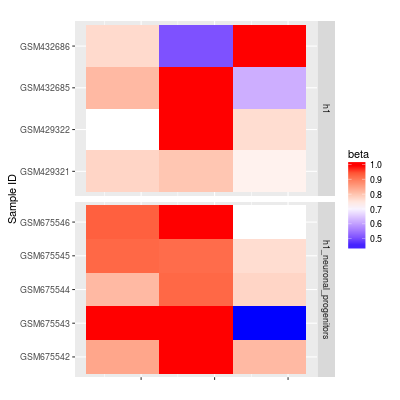 GSM432686
GSM432685
GSM429322
GSM429321
h1
GSM675546
GSM675545
GSM675544
GSM675543
GSM675542
h1_neuronal_progenitors
Sample ID
beta
1.0
0.9
0.8
0.7
0.6
0.5